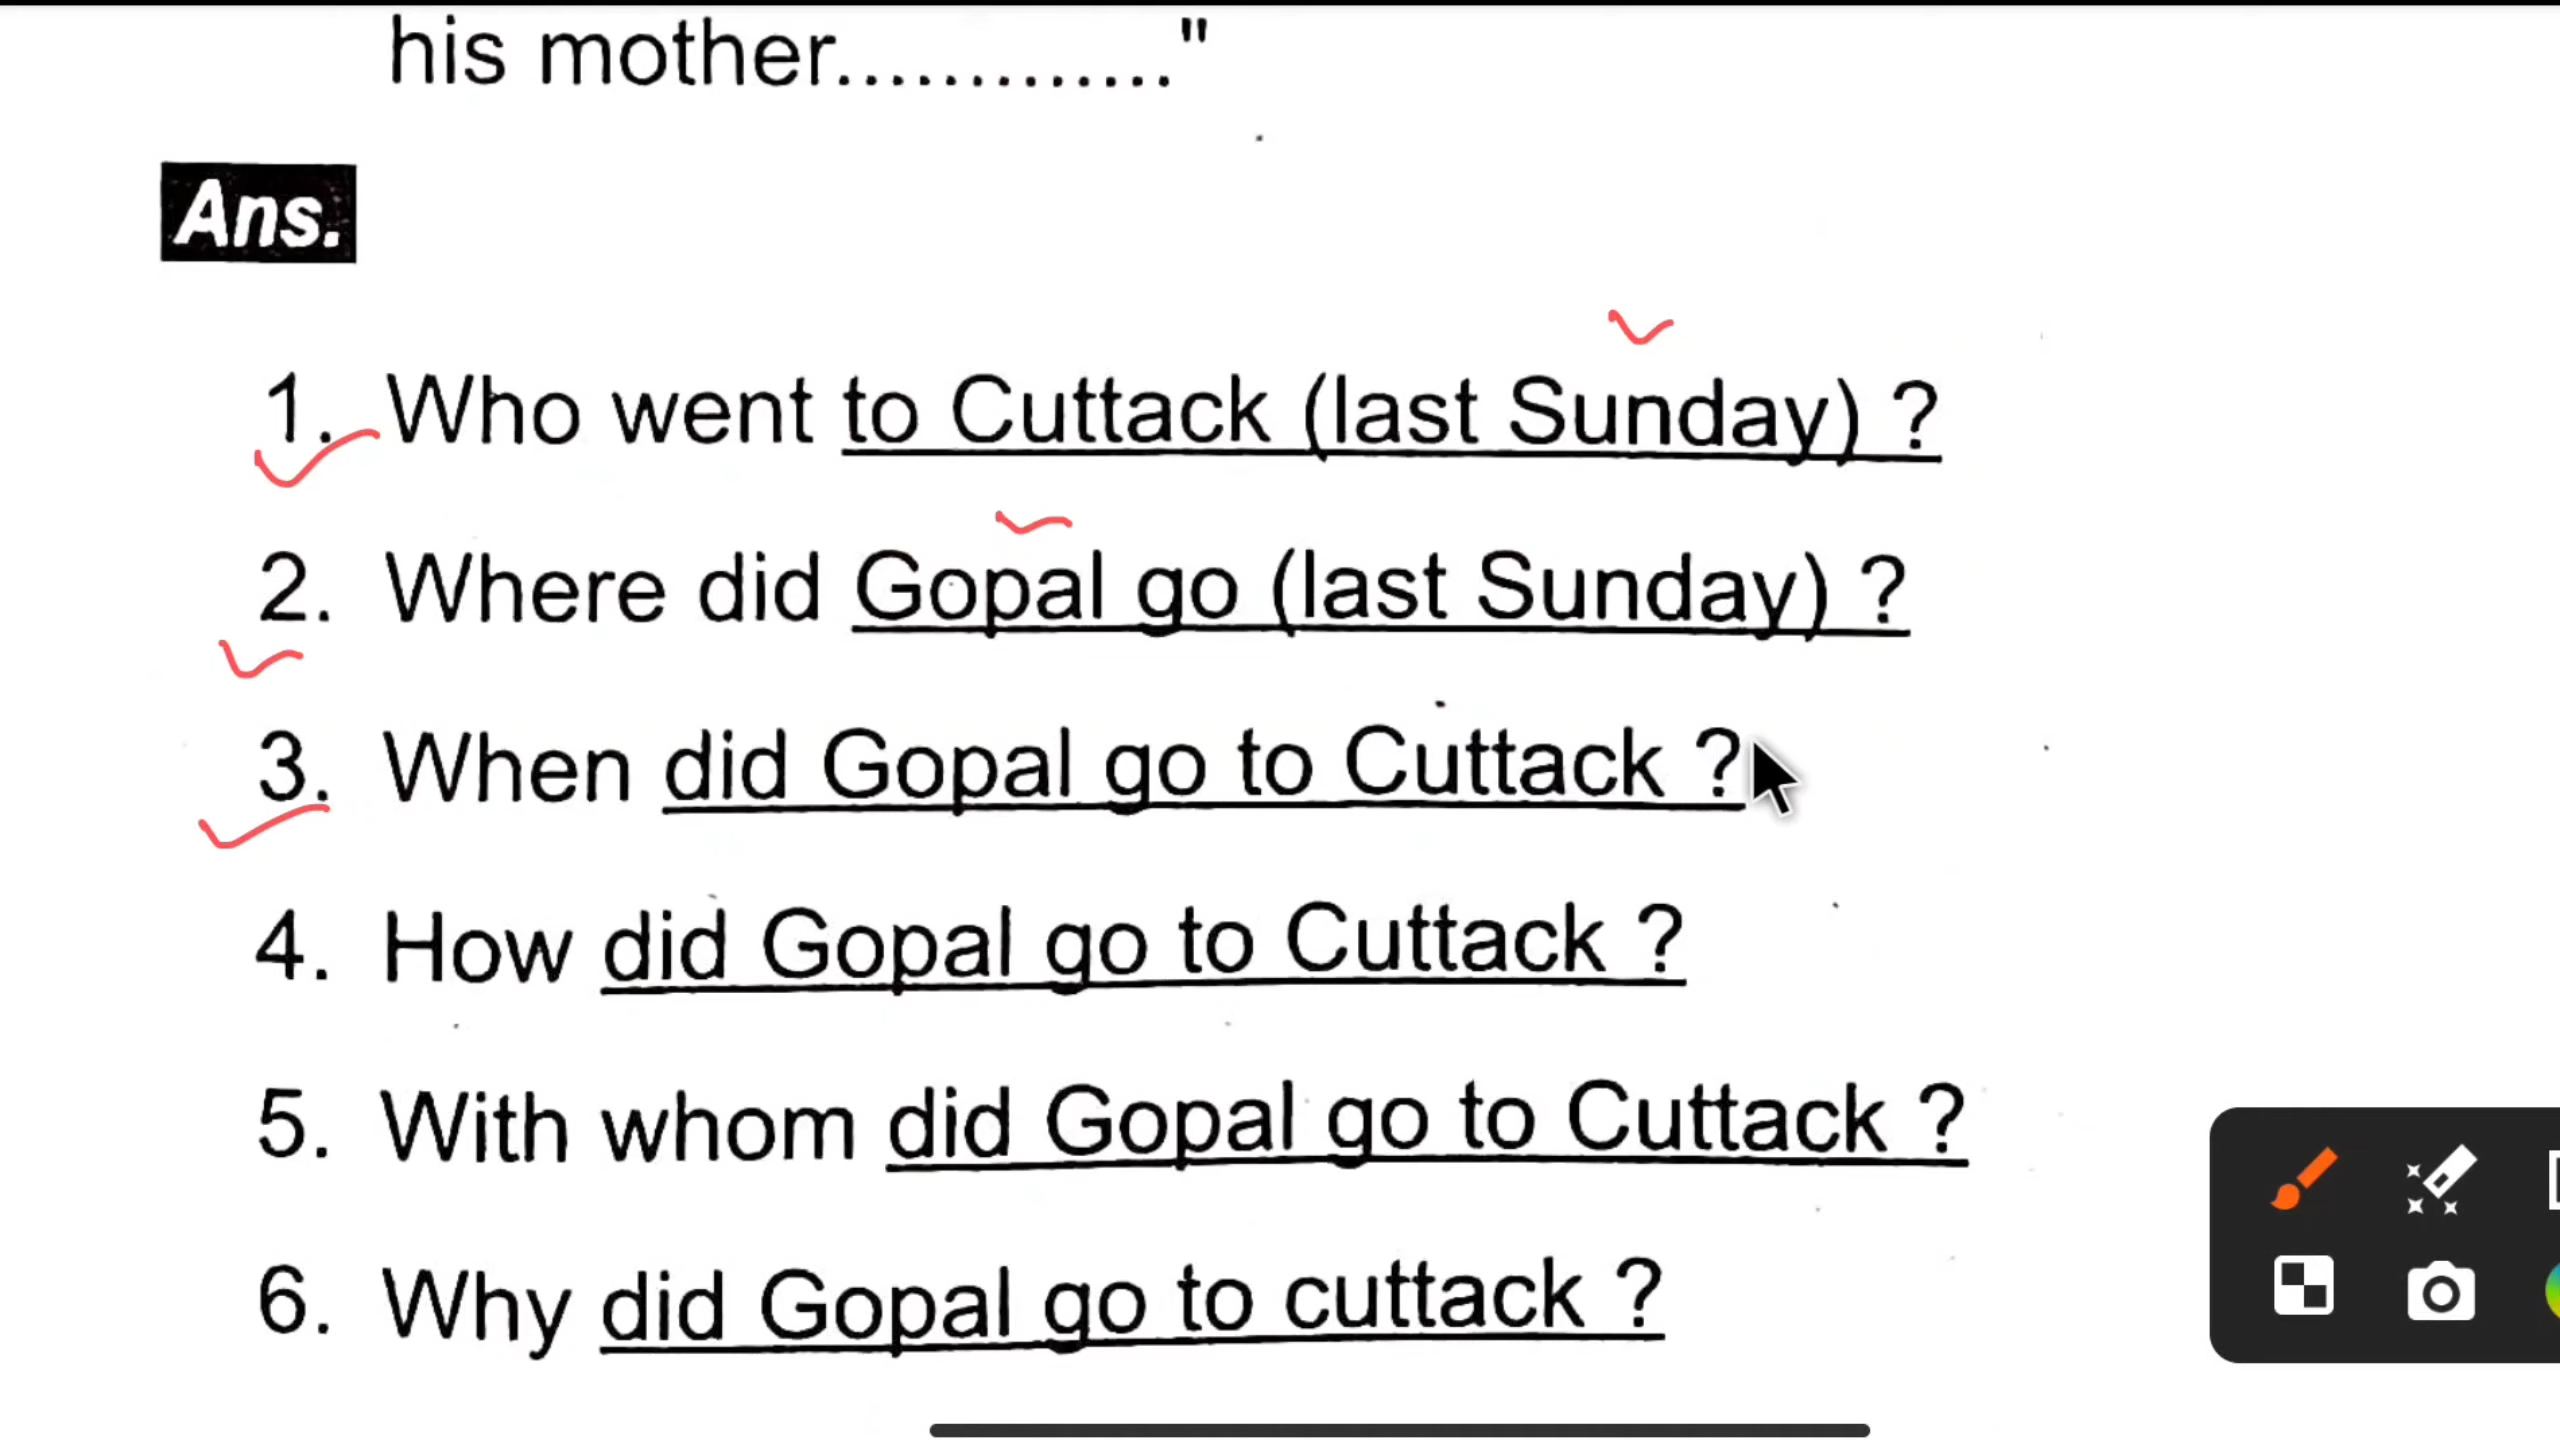 his mother............."
Ans.
1. Who went to Cuttack (last Sunday) ?
2. Where did Gopal go (last Sunday) ?
3. When did Gopal go to Cuttack ?
4. How did Gopal go to Cuttack ?
5. With whom did Gopal go to Cuttack ?
6. Why did Gopal go to cuttack ?